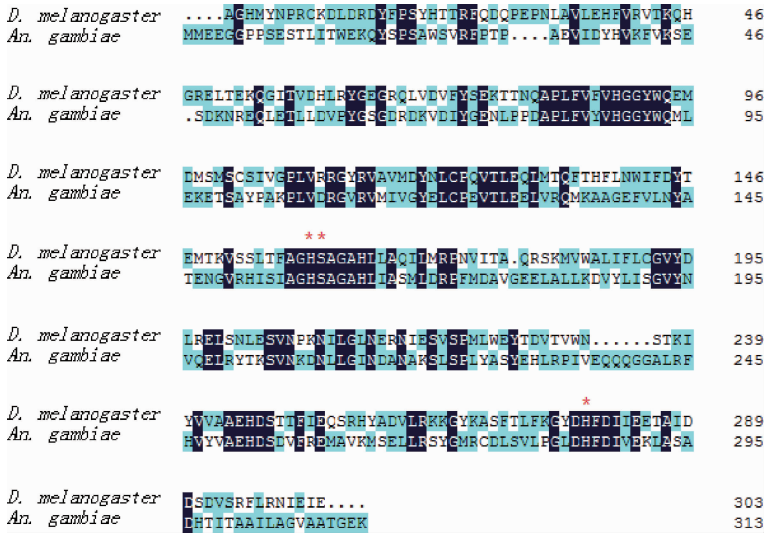 D. melanogaster ....AGHMYNPRCKDLDRDYFPSYHTTRFQDQPEPNLAVLEHFVRVTKQH 46
An. gambiae MMEEGGPPSESTLITWEKQYSPSAWSVRFPTP....AEVIDYHVKFVKSE 46
D. melanogaster GRELTEKQGITVDHLRYGEGRQLVDVFYSEKTTNQAPLFVFVHGGYWQEM 96
An. gambiae .SDKNREQLETLLDVPYGSGDRDKVDIYGENLPPDAPLFVYVHGGYWQML 95
D. melanogaster DMSMSCSIVGPLVRRGYRVAVMDYNLCPQVTLEQLMTQFTHFLNWIFDYT 146
An. gambiae EKETSAYPAKPLVDRGVRVMIVGYELCPEVTLEELVRQMKAAGEFVLNYA 145
**
D. melanogaster EMTKVSSLTFAGHSAGAHLLAQILMRPNVITA.QRSKMVWALIFLCGVYD 195
An. gambiae TENGVRHISIAGHSAGAHLIASMLDRPFMDAVGEELALLKDVYLISGVYN 195
D. melanogaster LRELSNLESVNPKNILGLNERNIESVSPMLWEYTDVTVWN......STKI 239
An. gambiae VQELRYTKSVNKDNLLGINDANAKSLSPLYASYEHLRPIVEQQQGGALRF 245
*
D. melanogaster YVVAAEHDSTTFIEQSRHYADVLRKKGYKASFTLFKGYDHFDIIEETAID 289
An. gambiae HVYVAEHDSDVFREMAVKMSELLRSYGMRCDLSVLPGLDHFDIVEKLASA 295
D. melanogaster DSDVSRFLRNIEIE.... 303
An. gambiae DHTITAAILAGVAATGEK 313